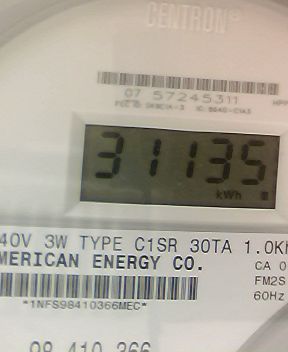 CENTRON®
07 57245311
31135
kWh
40V 3W TYPE C1SR 30TA 1.0K
MERICAN ENERGY CO.
CA 0
FM2S
60Hz
*1NFS98410366MEC*
98 410 366